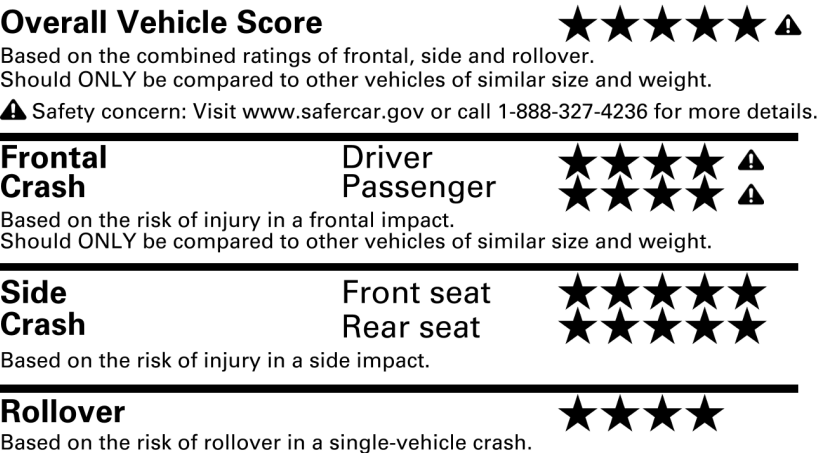 Overall Vehicle Score ★★★★★ ⚠
Based on the combined ratings of frontal, side and rollover.
Should ONLY be compared to other vehicles of similar size and weight.
⚠ Safety concern: Visit www.safercar.gov or call 1-888-327-4236 for more details.
Frontal Driver ★★★★ ⚠
Crash Passenger ★★★★ ⚠
Based on the risk of injury in a frontal impact.
Should ONLY be compared to other vehicles of similar size and weight.
Side Front seat ★★★★★
Crash Rear seat ★★★★★
Based on the risk of injury in a side impact.
Rollover ★★★★
Based on the risk of rollover in a single-vehicle crash.